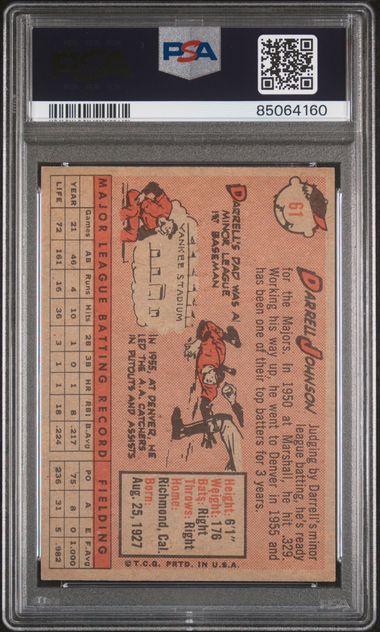 PSA
PSA
85064160
61
DARRELL JOHNSON
Judging by Darrell's minor
league batting, he's ready
for the Majors. In 1950 at Marshall, he hit .329.
Working his way up, he went to Denver in 1955 and
has been one of their top batters for 3 years.
DARRELL'S DAD WAS A
MINOR LEAGUE
1ST BASEMAN
YANKEE STADIUM
IN 1955, AT DENVER, HE
LED THE A.A. CATCHERS
IN PUTOUTS AND ASSISTS
Height: 6'1"
Weight: 176
Bats: Right
Throws: Right
Home:
Richmond, Cal.
Born:
Aug. 25, 1927
MAJOR LEAGUE BATTING RECORD FIELDING
Games AB Runs Hits 2B 3B HR RBI B.Avg PO A E F.Avg
YEAR 21 46 4 10 1 0 1 8 .217 75 8 0 1.000
LIFE 72 161 16 36 3 1 1 18 .224 236 31 5 .982
© T.C.G. PRTD. IN U.S.A.